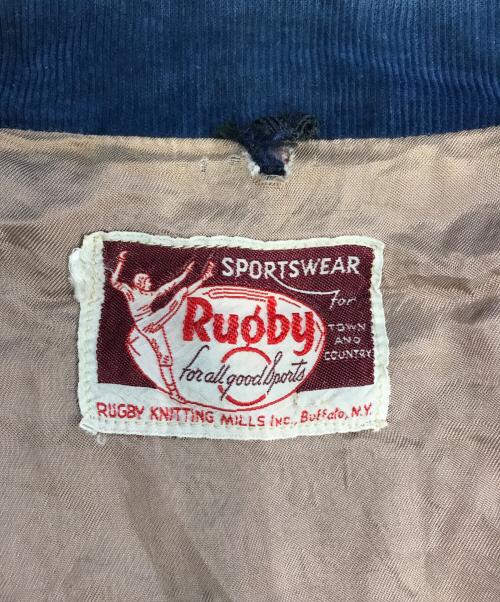 SPORTSWEAR
for
TOWN
AND
COUNTRY
Rugby
for all good Sports
RUGBY KNITTING MILLS INC., Buffalo, N.Y.